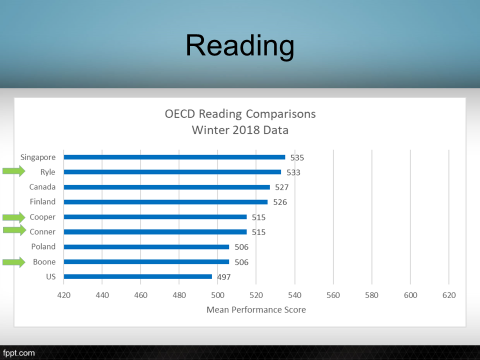 Reading
OECD Reading Comparisons
Winter 2018 Data
Singapore 535
Ryle 533
Canada 527
Finland 526
Cooper 515
Conner 515
Poland 506
Boone 506
US 497
420 440 460 480 500 520 540 560 580 600 620
Mean Performance Score
fppt.com